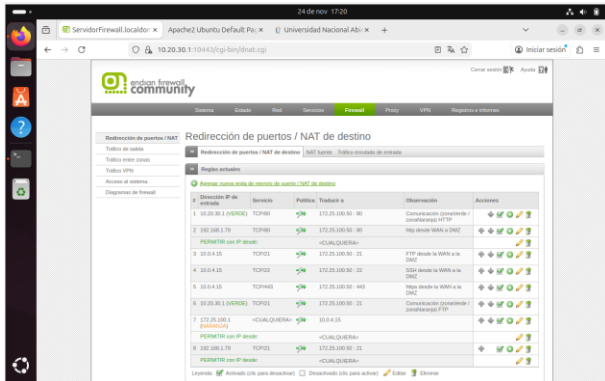 24 de nov 17:20
ServidorFirewall.localdor
Apache2 Ubuntu Default Pa
Universidad Nacional Abi
10.20.30.1:10443/cgi-bin/dnat.cgi
Iniciar sesión
Cerrar sesión Ayuda
endian firewall
community
Sistema Estado Red Servicios Firewall Proxy VPN Registros e informes
Redirección de puertos / NAT
Tráfico de salida
Tráfico entre zonas
Tráfico VPN
Acceso al sistema
Diagramas de firewall
Redirección de puertos / NAT de destino
Redirección de puertos / NAT de destino NAT fuente Tráfico enrutado de entrada
Reglas actuales
Agregar nueva regla de reenvío de puerto / NAT de destino
# Dirección IP de entrada Servicio Política Traducir a Observación Acciones
1 10.20.30.1 (VERDE) TCP/80 172.25.100.50 : 80 Comunicación (zonaVerde / zonaNaranja) HTTP
2 192.168.1.79 TCP/80 172.25.100.50 : 80 http desde WAN a DMZ
PERMITIR con IP desde: <CUALQUIERA>
3 10.0.4.15 TCP/21 172.25.100.50 : 21 FTP desde la WAN a la DMZ
4 10.0.4.15 TCP/22 172.25.100.50 : 22 SSH desde la WAN a la DMZ
5 10.0.4.15 TCP/443 172.25.100.50 : 443 https desde la WAN a la DMZ
6 10.20.30.1 (VERDE) TCP/21 172.25.100.50 : 21 Comunicación (zonaVerde / zonaNaranja) FTP
7 172.25.100.1 (NARANJA) <CUALQUIERA> 10.0.4.15
PERMITIR con IP desde: <CUALQUIERA>
8 192.168.1.79 TCP/21 172.25.100.50 : 21
PERMITIR con IP desde: <CUALQUIERA>
Leyenda: Activado (clic para desactivar) Desactivado (clic para activar) Editar Eliminar